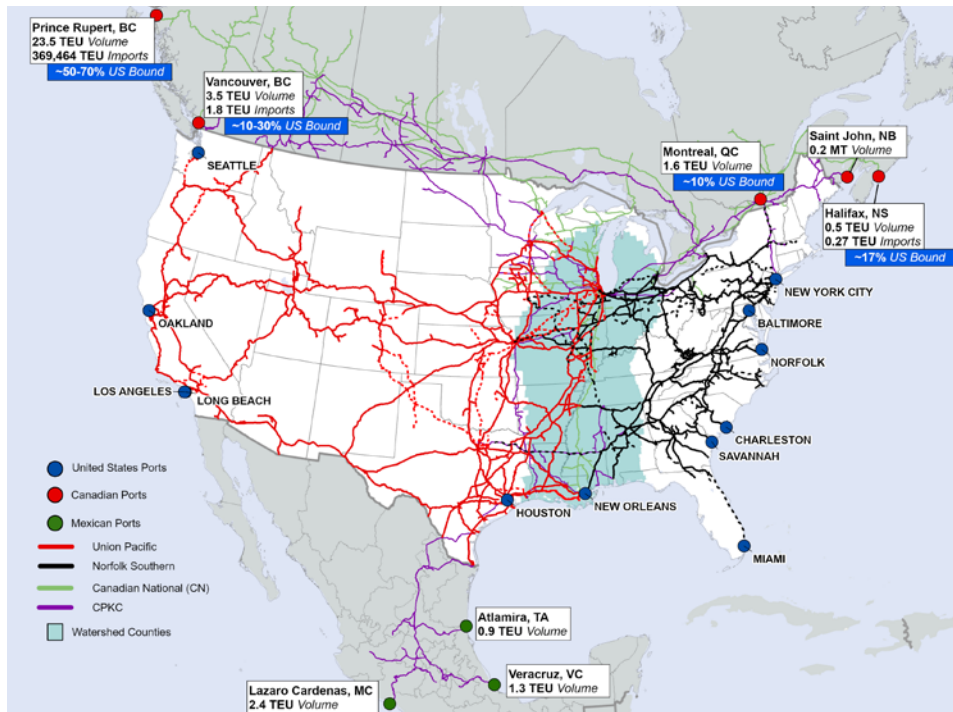 Prince Rupert, BC
23.5 TEU Volume
369,464 TEU Imports
~50-70% US Bound
Vancouver, BC
3.5 TEU Volume
1.8 TEU Imports
~10-30% US Bound
Saint John, NB
0.2 MT Volume
Montreal, QC
1.6 TEU Volume
~10% US Bound
Halifax, NS
0.5 TEU Volume
0.27 TEU Imports
~17% US Bound
SEATTLE
NEW YORK CITY
OAKLAND
BALTIMORE
NORFOLK
LOS ANGELES
LONG BEACH
CHARLESTON
SAVANNAH
HOUSTON
NEW ORLEANS
MIAMI
United States Ports
Canadian Ports
Mexican Ports
Union Pacific
Norfolk Southern
Canadian National (CN)
CPKC
Watershed Counties
Atlamira, TA
0.9 TEU Volume
Veracruz, VC
1.3 TEU Volume
Lazaro Cardenas, MC
2.4 TEU Volume